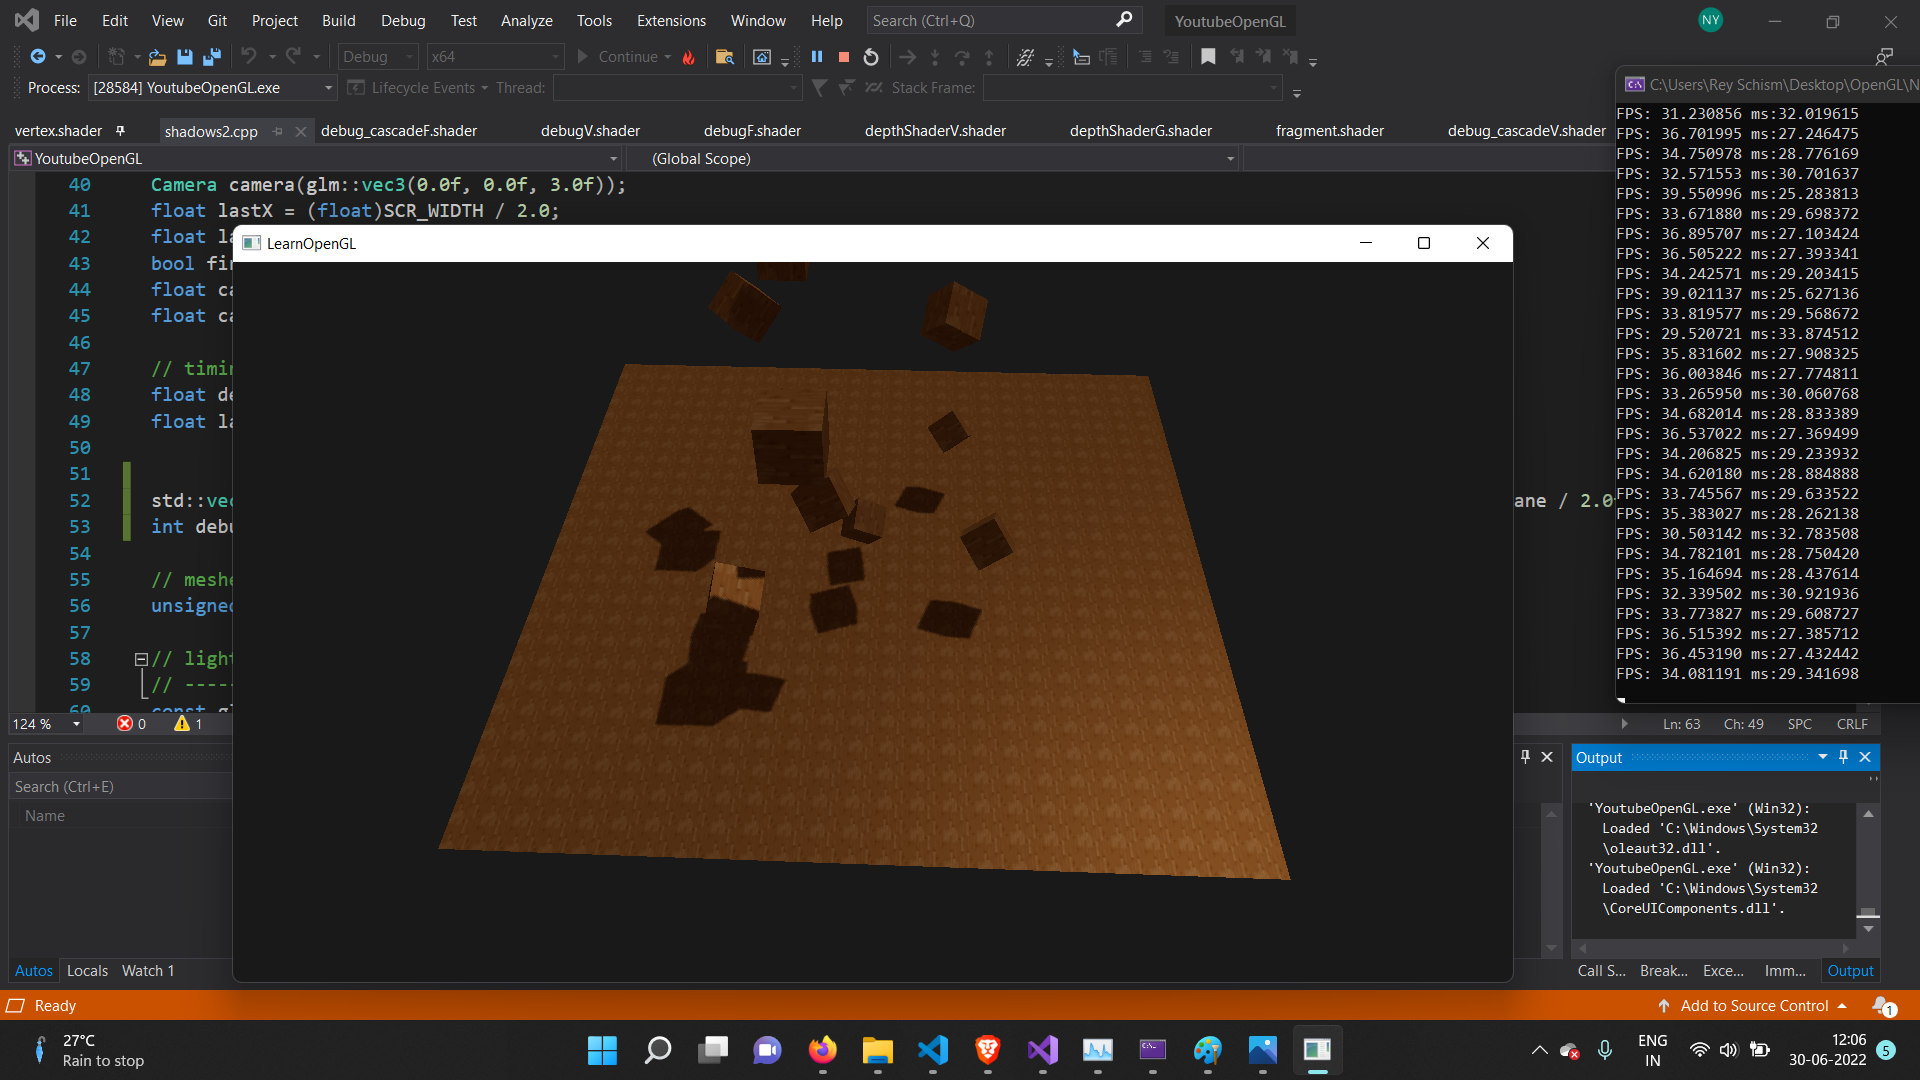 File Edit View Git Project Build Debug Test Analyze Tools Extensions Window Help Search (Ctrl+Q) YoutubeOpenGL NY
Debug x64 Continue
Process: [28584] YoutubeOpenGL.exe Lifecycle Events Thread: Stack Frame:
vertex.shader shadows2.cpp debug_cascadeF.shader debugV.shader debugF.shader depthShaderV.shader depthShaderG.shader fragment.shader debug_cascadeV.shader
YoutubeOpenGL (Global Scope)
40 Camera camera(glm::vec3(0.0f, 0.0f, 3.0f));
41 float lastX = (float)SCR_WIDTH / 2.0;
42 float la
43 bool fir
44 float ca
45 float ca
46
47 // timin
48 float de
49 float la
50
51
52 std::vec ane / 2.0f
53 int debu
54
55 // meshe
56 unsigned
57
58 // light
59 // -----
60 const gl
LearnOpenGL
C:\Users\Rey Schism\Desktop\OpenGL\N
FPS: 31.230856 ms:32.019615
FPS: 36.701995 ms:27.246475
FPS: 34.750978 ms:28.776169
FPS: 32.571553 ms:30.701637
FPS: 39.550996 ms:25.283813
FPS: 33.671880 ms:29.698372
FPS: 36.895707 ms:27.103424
FPS: 36.505222 ms:27.393341
FPS: 34.242571 ms:29.203415
FPS: 39.021137 ms:25.627136
FPS: 33.819577 ms:29.568672
FPS: 29.520721 ms:33.874512
FPS: 35.831602 ms:27.908325
FPS: 36.003846 ms:27.774811
FPS: 33.265950 ms:30.060768
FPS: 34.682014 ms:28.833389
FPS: 36.537022 ms:27.369499
FPS: 34.206825 ms:29.233932
FPS: 34.620180 ms:28.884888
FPS: 33.745567 ms:29.633522
FPS: 35.383027 ms:28.262138
FPS: 30.503142 ms:32.783508
FPS: 34.782101 ms:28.750420
FPS: 35.164694 ms:28.437614
FPS: 32.339502 ms:30.921936
FPS: 33.773827 ms:29.608727
FPS: 36.515392 ms:27.385712
FPS: 36.453190 ms:27.432442
FPS: 34.081191 ms:29.341698
124 % 0 1 Ln: 63 Ch: 49 SPC CRLF
Autos
Search (Ctrl+E)
Name
Autos Locals Watch 1
Output
'YoutubeOpenGL.exe' (Win32):
Loaded 'C:\Windows\System32
\oleaut32.dll'.
'YoutubeOpenGL.exe' (Win32):
Loaded 'C:\Windows\System32
\CoreUIComponents.dll'.
Call S... Break... Exce... Imm... Output
Ready Add to Source Control 1
27°C
Rain to stop
ENG
IN
12:06
30-06-2022
5